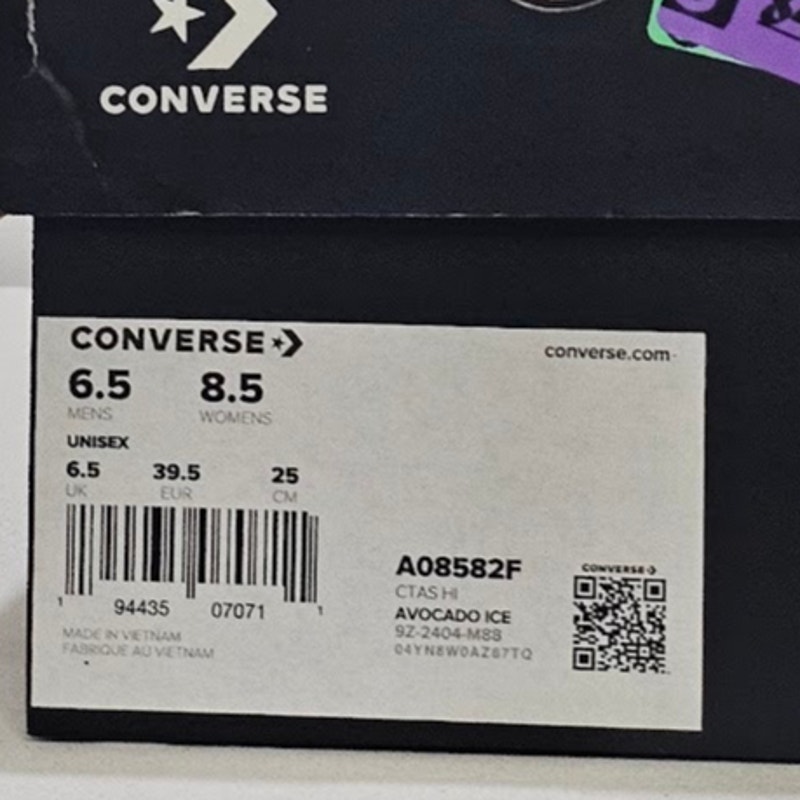 CONVERSE
CONVERSE
converse.com
6.5 8.5
MENS WOMENS
UNISEX
6.5 39.5 25
UK EUR CM
1 94435 07071 1
MADE IN VIETNAM
FABRIQUE AU VIETNAM
A08582F
CTAS HI
AVOCADO ICE
9Z-2404-M88
04YN8W0AZ67TQ
CONVERSE